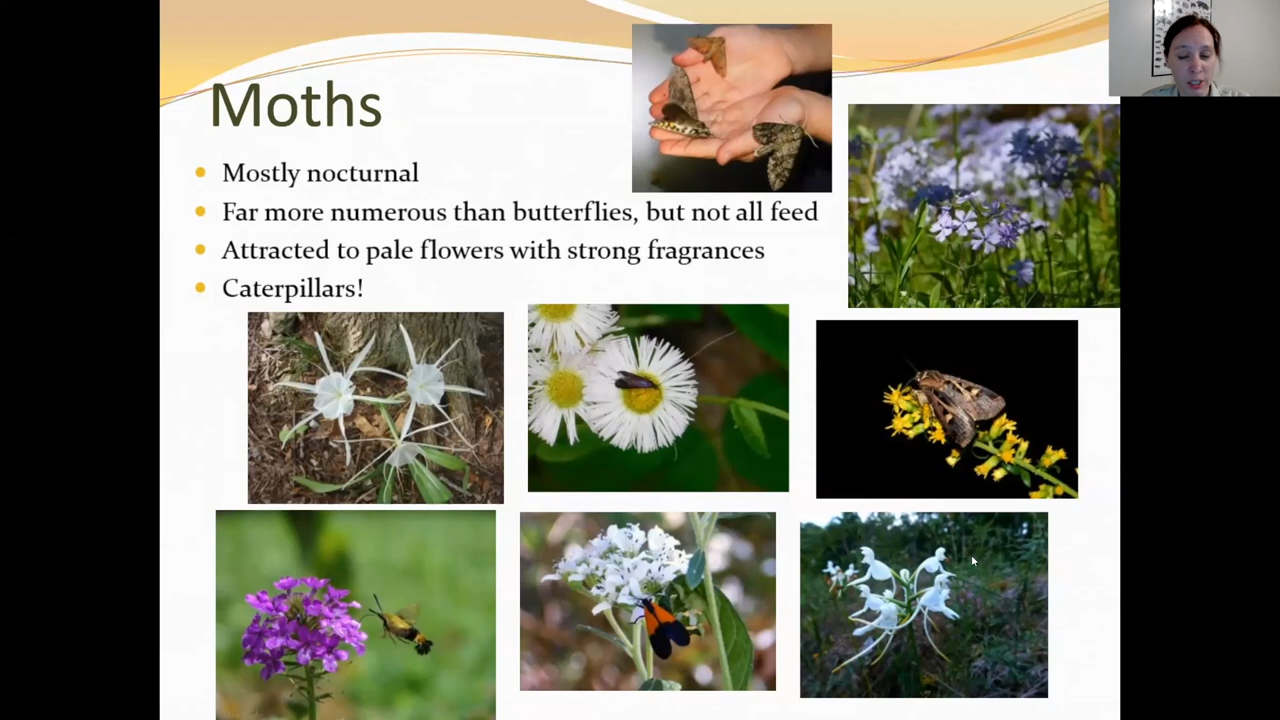 Moths
Mostly nocturnal
Far more numerous than butterflies, but not all feed
Attracted to pale flowers with strong fragrances
Caterpillars!